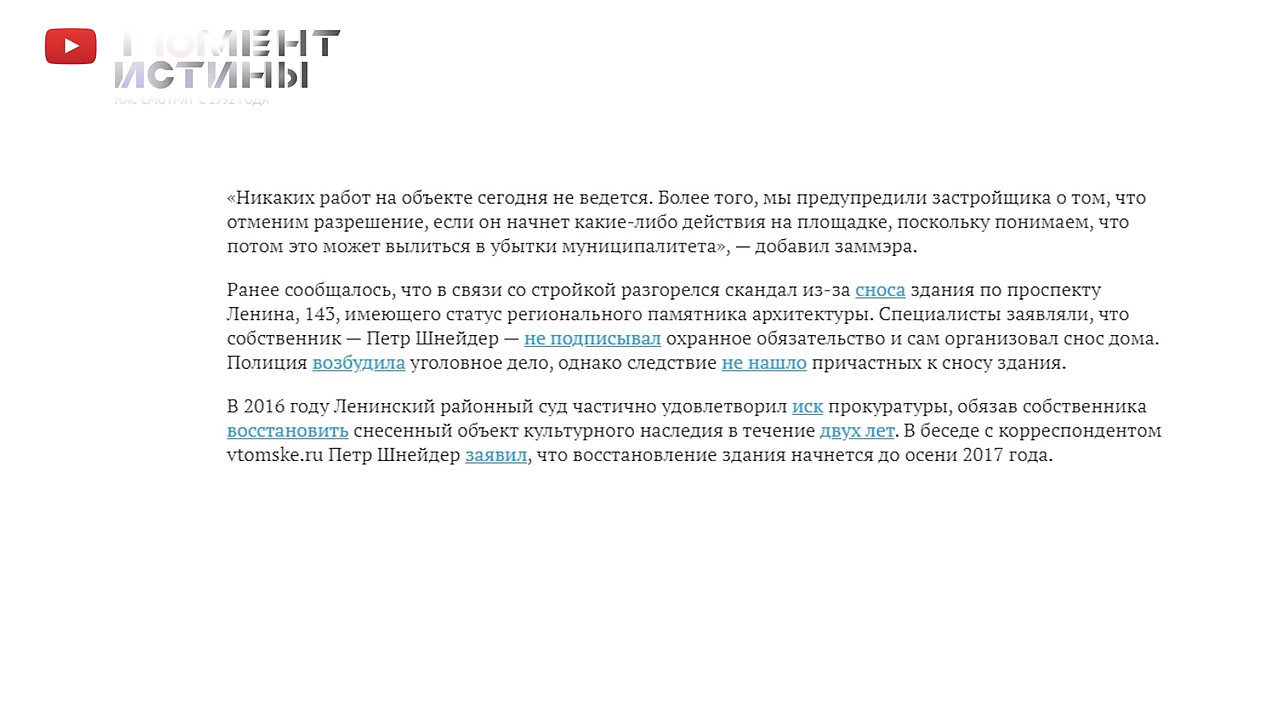 МОМЕНТ
ИСТИНЫ
НАС СМОТРЯТ С 1992 ГОДА
«Никаких работ на объекте сегодня не ведется. Более того, мы предупредили застройщика о том, что
отменим разрешение, если он начнет какие-либо действия на площадке, поскольку понимаем, что
потом это может вылиться в убытки муниципалитета», — добавил заммэра.
Ранее сообщалось, что в связи со стройкой разгорелся скандал из-за сноса здания по проспекту
Ленина, 143, имеющего статус регионального памятника архитектуры. Специалисты заявляли, что
собственник — Петр Шнейдер — не подписывал охранное обязательство и сам организовал снос дома.
Полиция возбудила уголовное дело, однако следствие не нашло причастных к сносу здания.
В 2016 году Ленинский районный суд частично удовлетворил иск прокуратуры, обязав собственника
восстановить снесенный объект культурного наследия в течение двух лет. В беседе с корреспондентом
vtomske.ru Петр Шнейдер заявил, что восстановление здания начнется до осени 2017 года.